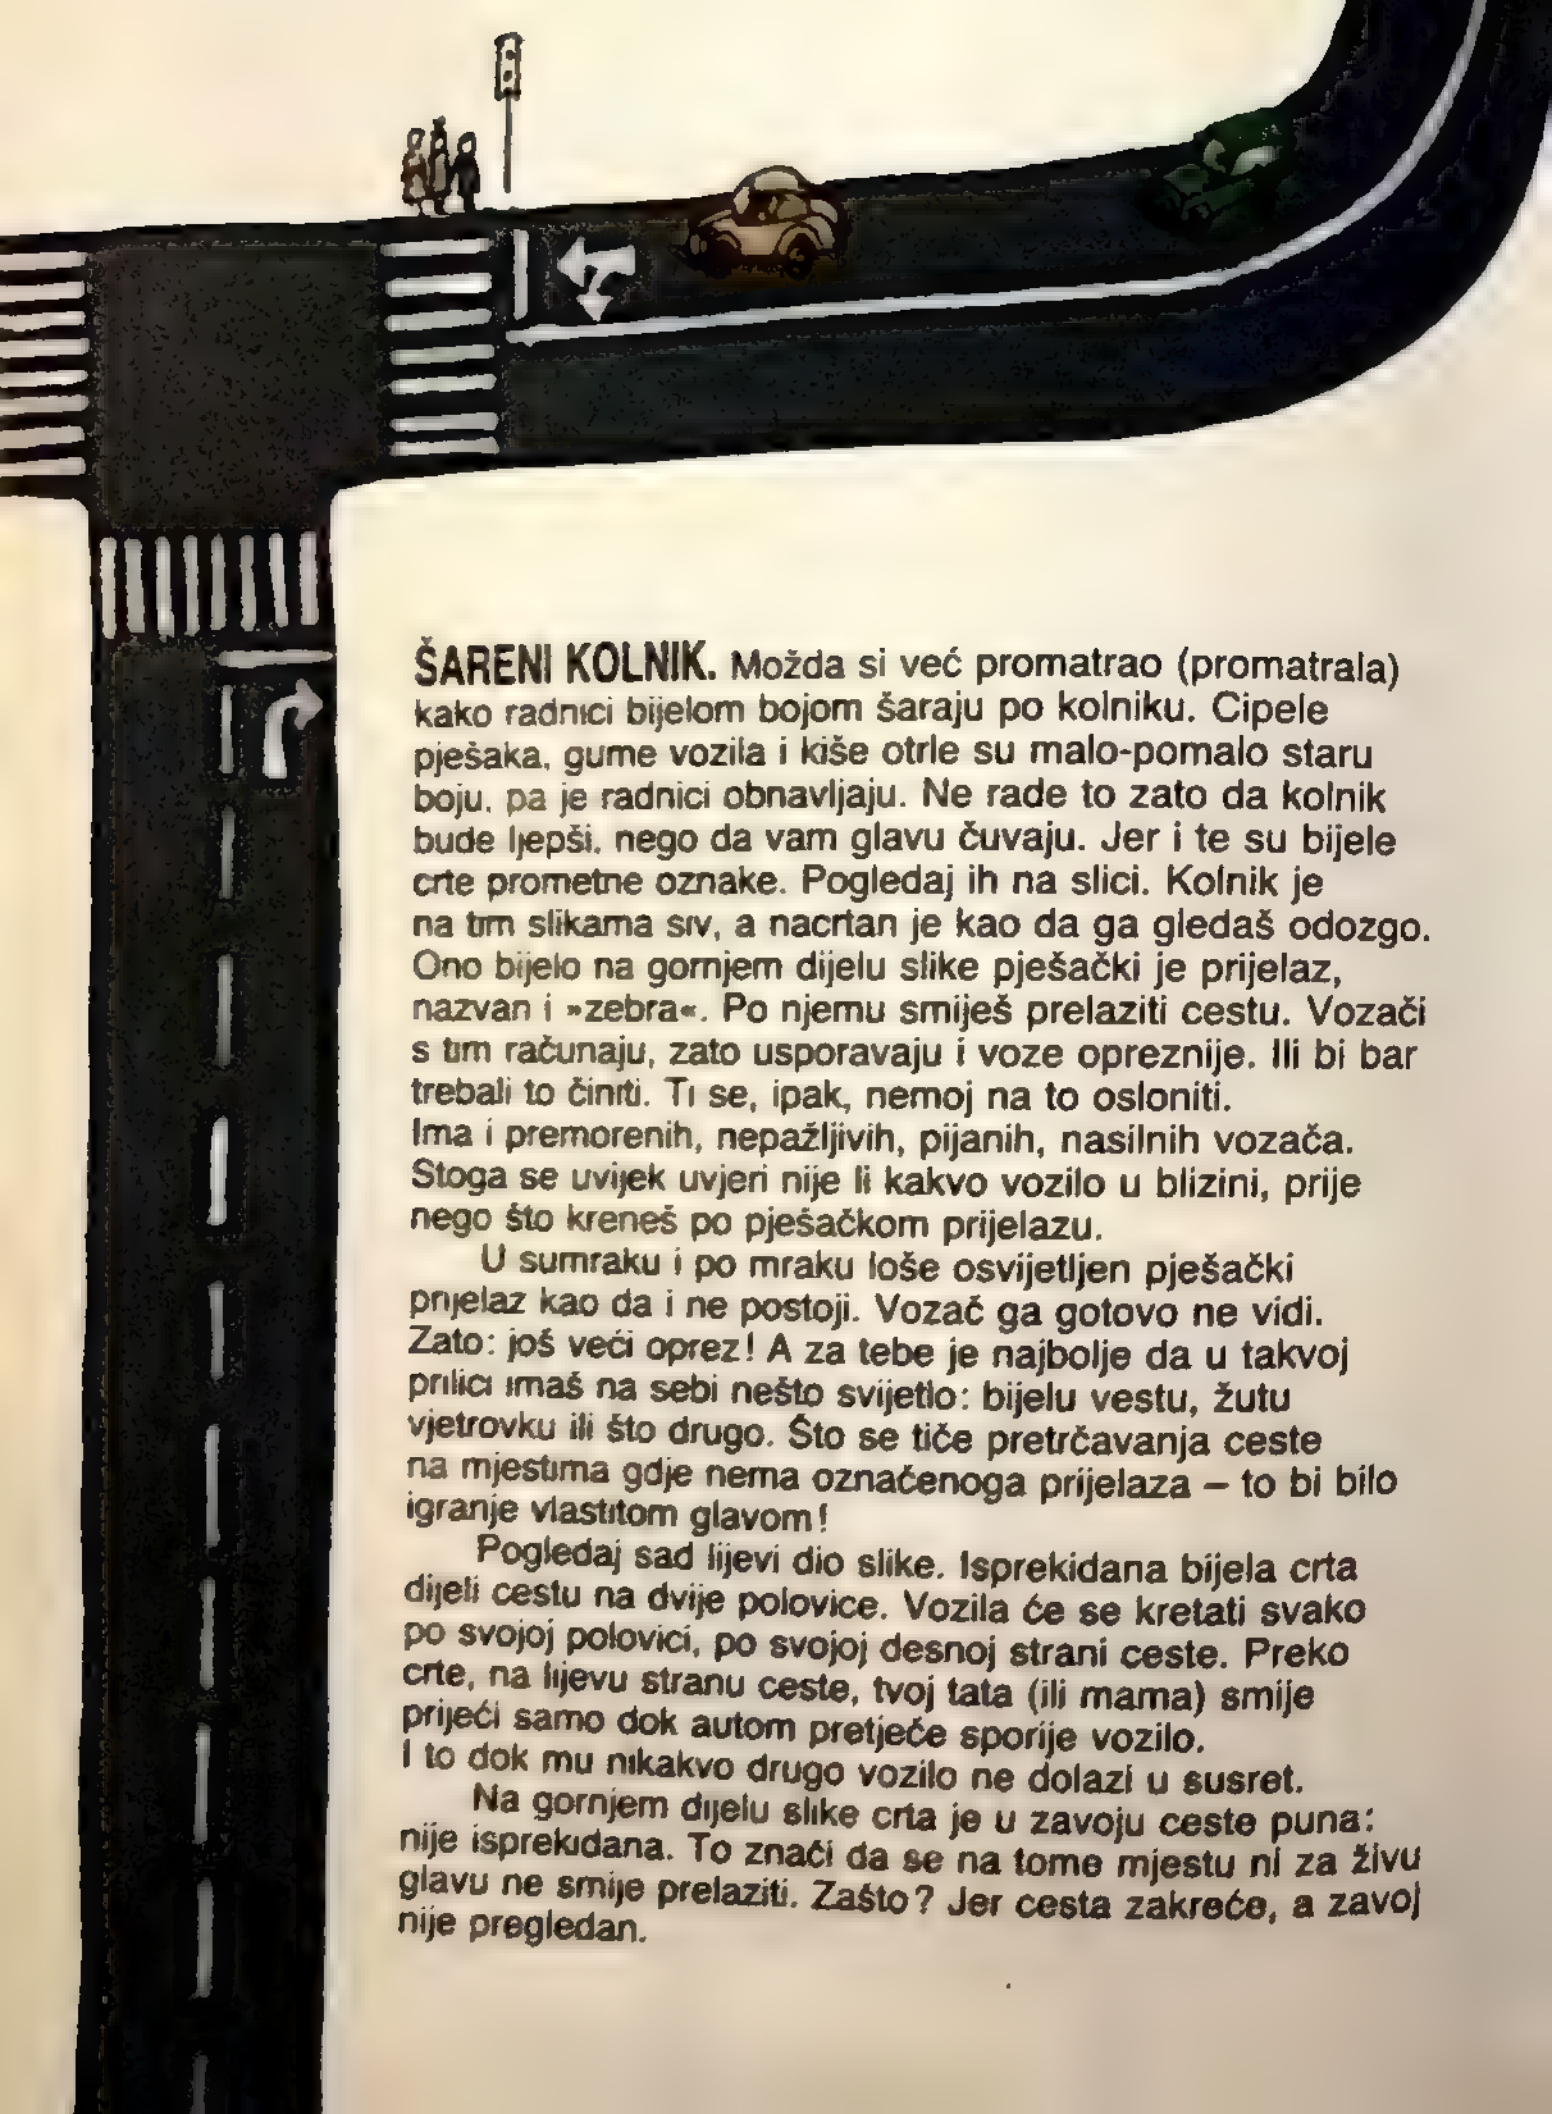 ŠARENI KOLNIK. Možda si već promatrao (promatrala)
kako radnici bijelom bojom šaraju po kolniku. Cipele
pješaka, gume vozila i kiše otrle su malo-pomalo staru
boju, pa je radnici obnavljaju. Ne rade to zato da kolnik
bude ljepši, nego da vam glavu čuvaju. Jer i te su bijele
crte prometne oznake. Pogledaj ih na slici. Kolnik je
na tim slikama siv, a nacrtan je kao da ga gledaš odozgo.
Ono bijelo na gornjem dijelu slike pješački je prijelaz,
nazvan i »zebra«. Po njemu smiješ prelaziti cestu. Vozači
s tim računaju, zato usporavaju i voze opreznije. Ili bi bar
trebali to činiti. Ti se, ipak, nemoj na to osloniti.
Ima i premorenih, nepažljivih, pijanih, nasilnih vozača.
Stoga se uvijek uvjeri nije li kakvo vozilo u blizini, prije
nego što kreneš po pješačkom prijelazu.
U sumraku i po mraku loše osvijetljen pješački
prijelaz kao da i ne postoji. Vozač ga gotovo ne vidi.
Zato: još veći oprez! A za tebe je najbolje da u takvoj
prilici imaš na sebi nešto svijetlo: bijelu vestu, žutu
vjetrovku ili što drugo. Što se tiče pretrčavanja ceste
na mjestima gdje nema označenoga prijelaza – to bi bilo
igranje vlastitom glavom!
Pogledaj sad lijevi dio slike. Isprekidana bijela crta
dijeli cestu na dvije polovice. Vozila će se kretati svako
po svojoj polovici, po svojoj desnoj strani ceste. Preko
crte, na lijevu stranu ceste, tvoj tata (ili mama) smije
prijeći samo dok autom pretječe sporije vozilo.
I to dok mu nikakvo drugo vozilo ne dolazi u susret.
Na gornjem dijelu slike crta je u zavoju ceste puna:
nije isprekidana. To znači da se na tome mjestu ni za živu
glavu ne smije prelaziti. Zašto? Jer cesta zakreće, a zavoj
nije pregledan.